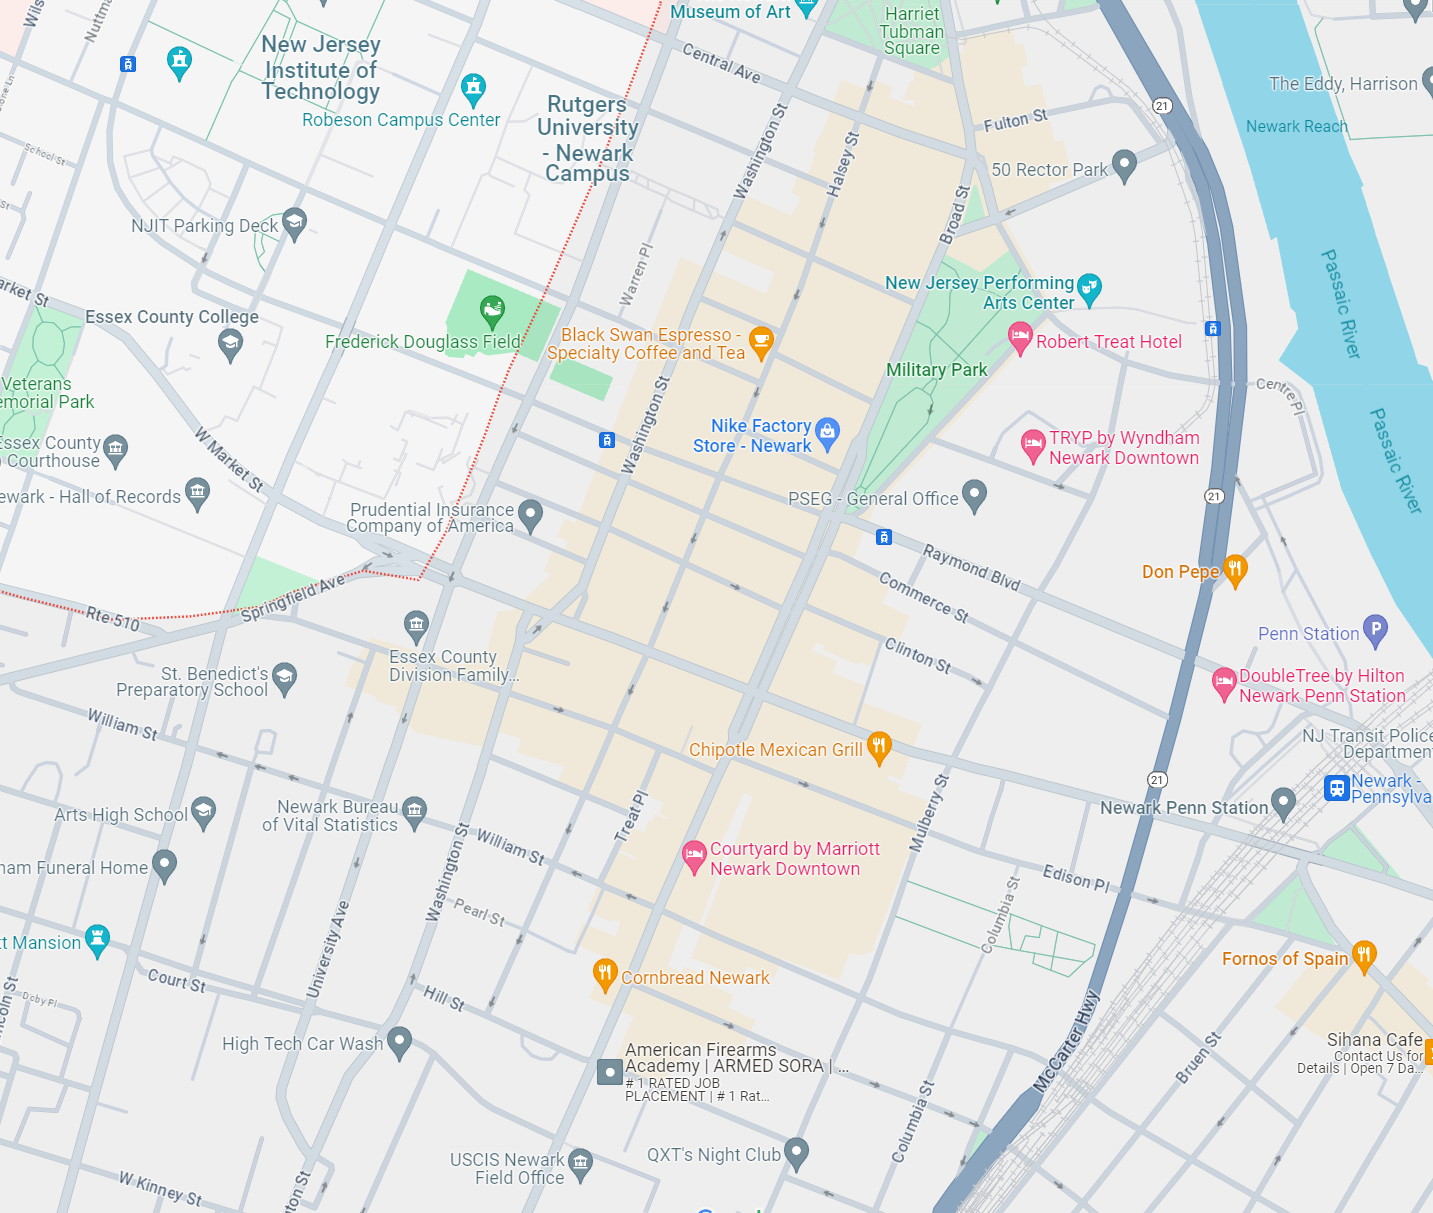 Museum of Art
Harriet
Tubman
Square
Nuttm
New Jersey
Institute of
Technology
Central Ave
The Eddy, Harrison
Robeson Campus Center
Rutgers
University
- Newark
Campus
21
Fulton St
Newark Reach
School St
Washington St
Halsey St
50 Rector Park
NJIT Parking Deck
Broad St
Warren Pl
Passaic River
arket St
Essex County College
New Jersey Performing
Arts Center
Frederick Douglass Field
Black Swan Espresso -
Specialty Coffee and Tea
Robert Treat Hotel
Military Park
Veterans
emorial Park
Centre Pl
Washington St
Nike Factory
Store - Newark
TRYP by Wyndham
Newark Downtown
Passaic River
Essex County
Courthouse
W Market St
ewark - Hall of Records
Prudential Insurance
Company of America
PSEG - General Office
21
Raymond Blvd
Don Pepe
Springfield Ave
Commerce St
Rte 510
Penn Station
P
Essex County
Division Family...
Clinton St
St. Benedict's
Preparatory School
DoubleTree by Hilton
Newark Penn Station
William St
NJ Transit Police
Department
Chipotle Mexican Grill
21
Newark -
Pennsylva
Newark Penn Station
Arts High School
Newark Bureau
of Vital Statistics
Treat Pl
Mulberry St
William St
Courtyard by Marriott
Newark Downtown
ham Funeral Home
Edison Pl
Washington St
Pearl St
Columbia St
University Ave
tt Mansion
Fornos of Spain
Court St
Cornbread Newark
Hill St
ncoln St
McCarter Hwy
High Tech Car Wash
American Firearms
Academy | ARMED SORA | ...
# 1 RATED JOB
PLACEMENT | # 1 Rat...
Bruen St
Sihana Cafe
Contact Us for
Details | Open 7 Da...
Columbia St
USCIS Newark
Field Office
QXT's Night Club
W Kinney St
ton St